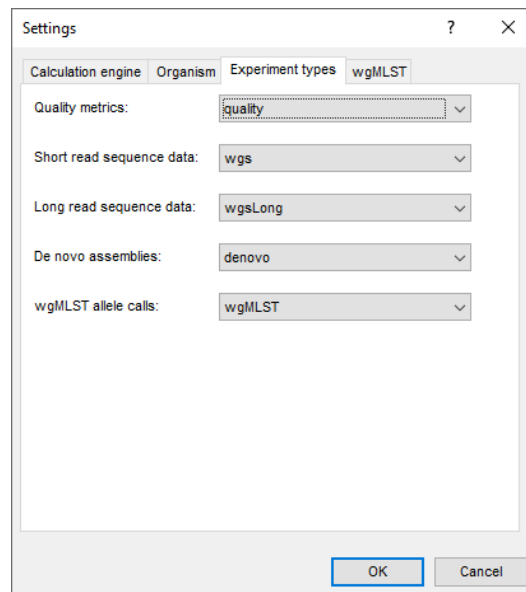 Settings ?
Calculation engine Organism Experiment types wgMLST
Quality metrics: quality
Short read sequence data: wgs
Long read sequence data: wgsLong
De novo assemblies: denovo
wgMLST allele calls: wgMLST
OK Cancel